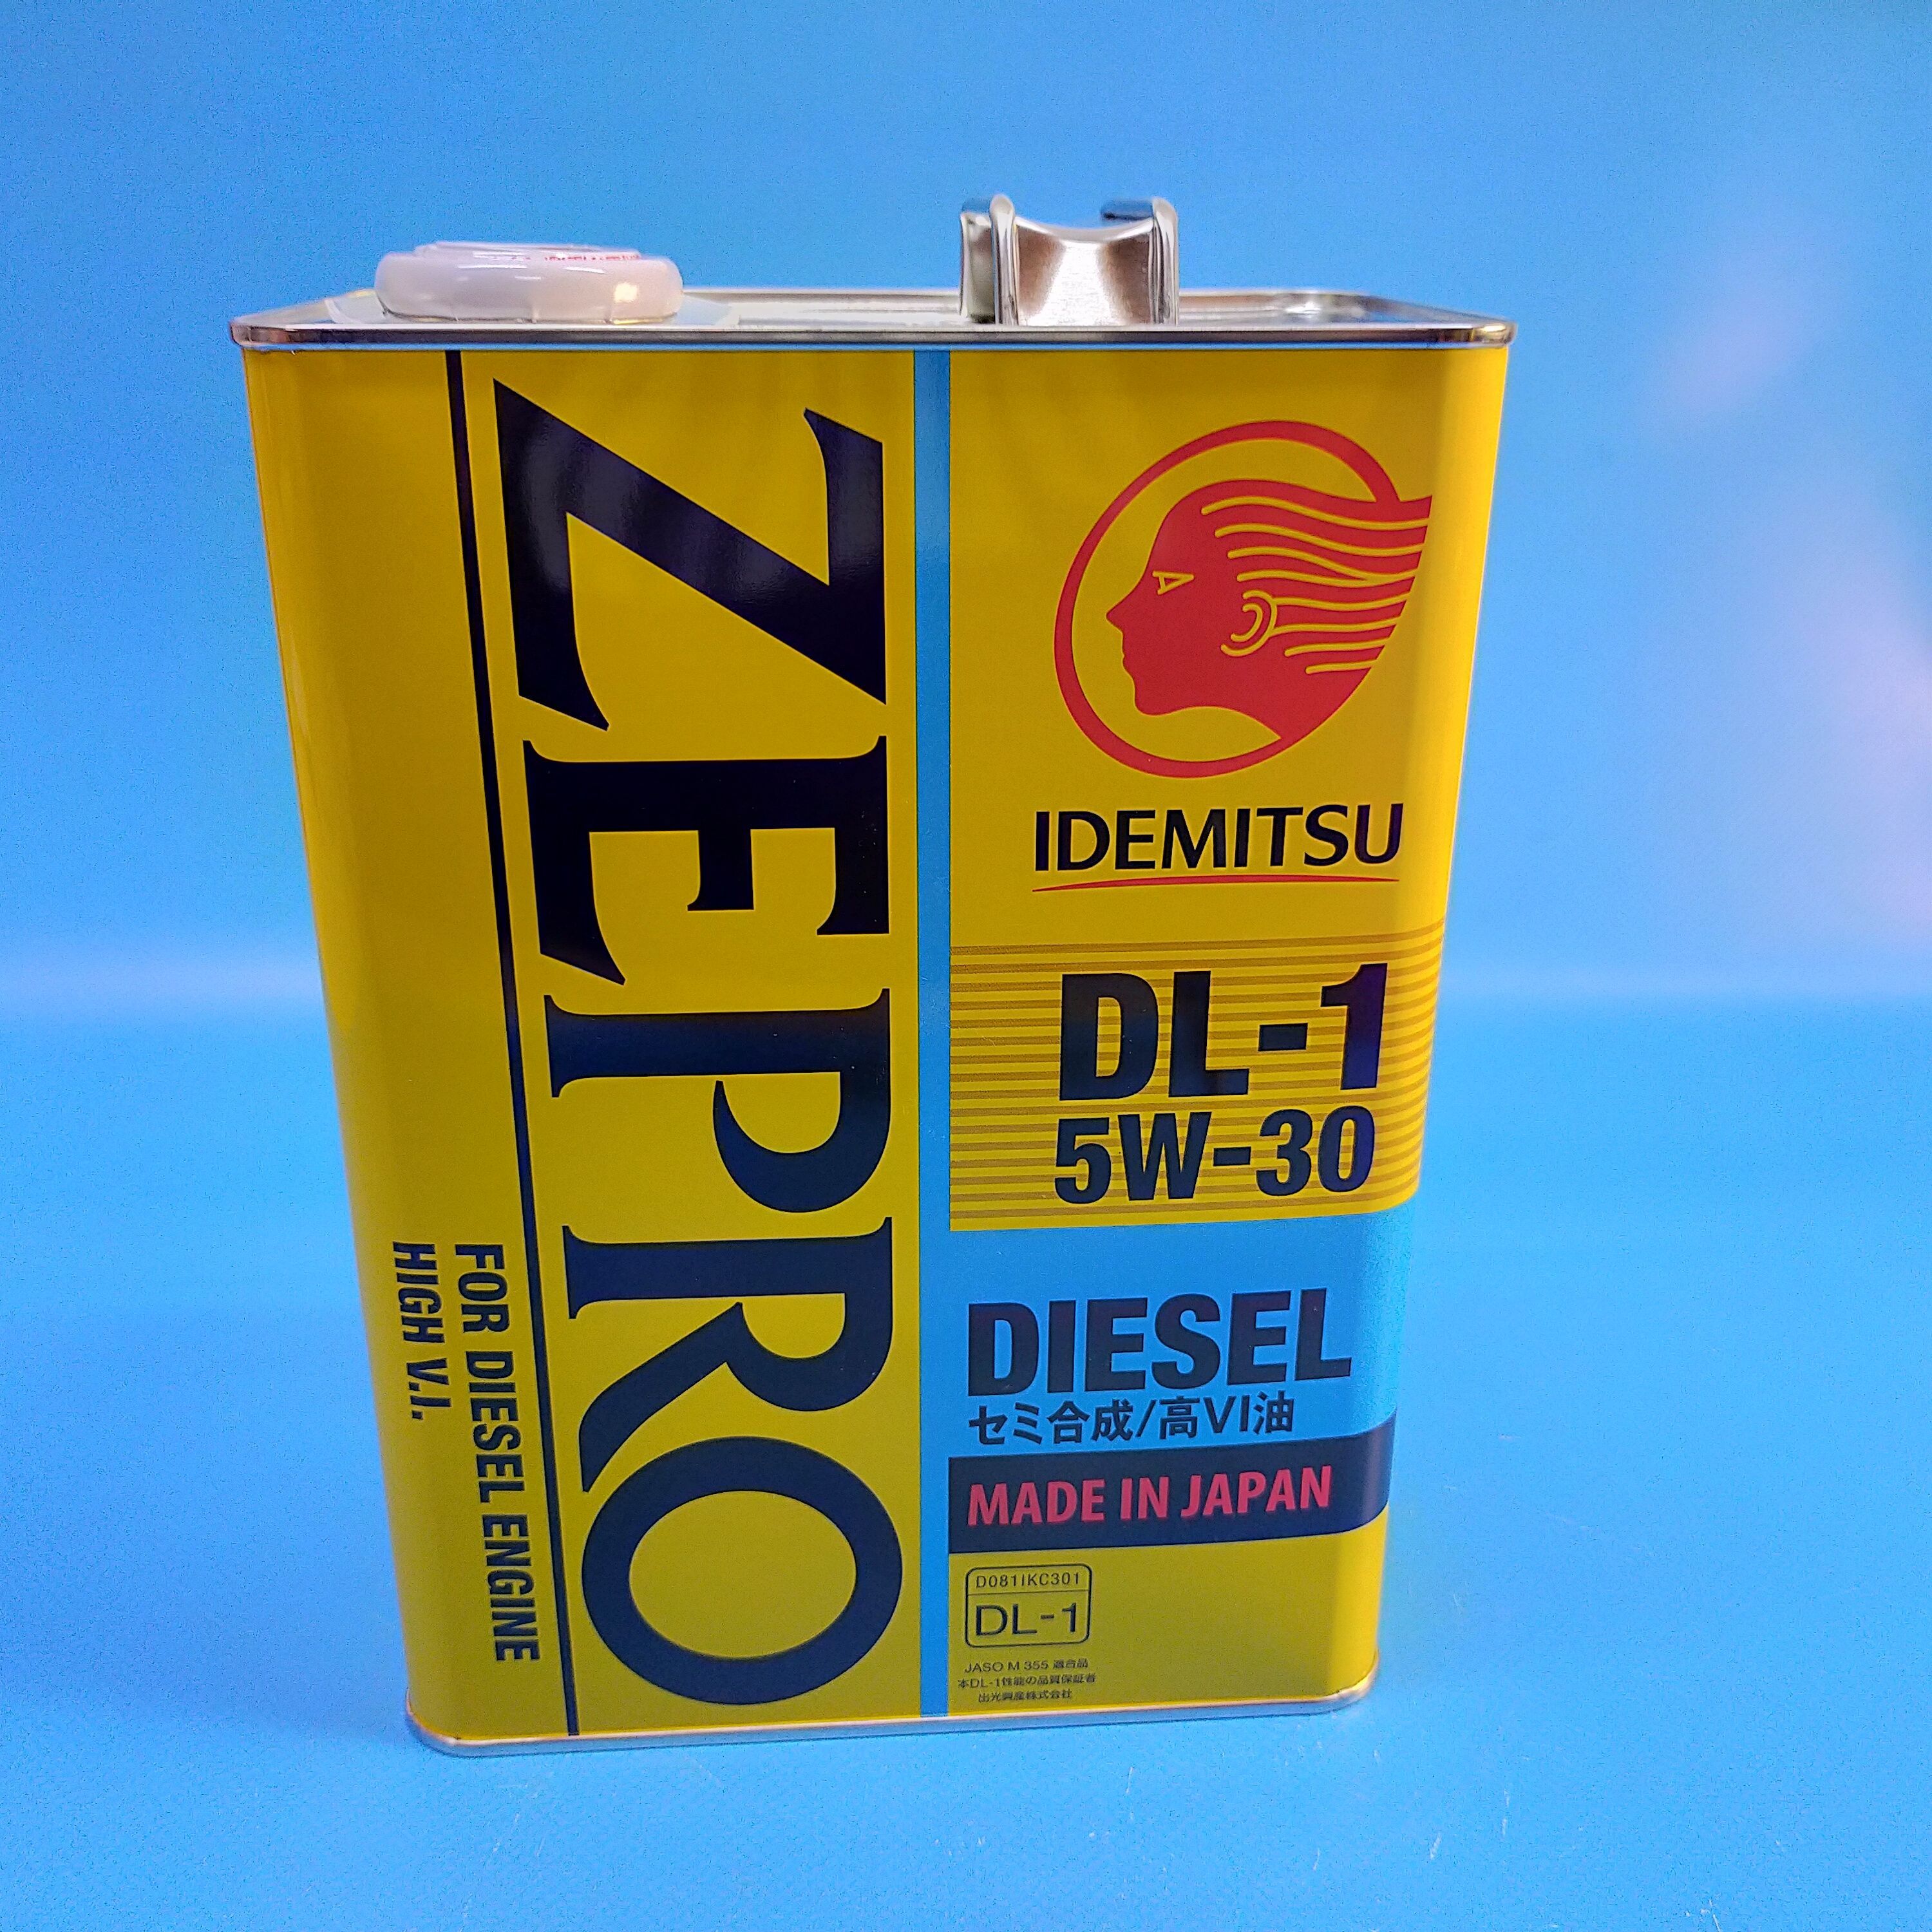 ZEPRO
FOR DIESEL ENGINE
HIGH V.I.
IDEMITSU
DL-1
5W-30
DIESEL
セミ合成/高VI油
MADE IN JAPAN
D081IKC301
DL-1
JASO M 355 適合品
本DL-1性能の品質保証者
出光興産株式会社